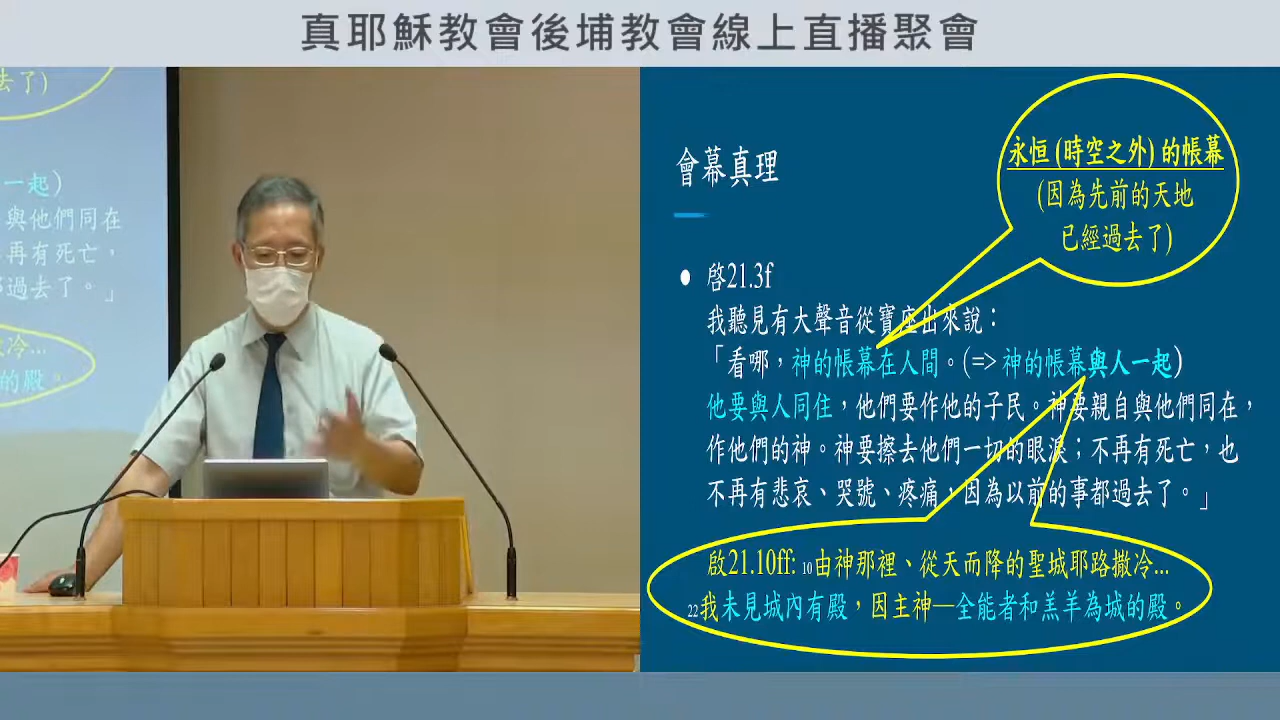 真耶穌教會後埔教會線上直播聚會
去了)
一起)
與他們同在
再有死亡，
過去了。」
冷...
的殿。
永恒 (時空之外) 的帳幕
(因為先前的天地
已經過去了)
會幕真理
啓21.3f
我聽見有大聲音從寶座出來說：
「看哪，神的帳幕在人間。(=> 神的帳幕與人一起)
他要與人同住，他們要作他的子民。神要親自與他們同在，
作他們的神。神要擦去他們一切的眼淚；不再有死亡，也
不再有悲哀、哭號、疼痛，因為以前的事都過去了。」
啟21.10ff: 10由神那裡、從天而降的聖城耶路撒冷...
22我未見城內有殿，因主神—全能者和羔羊為城的殿。